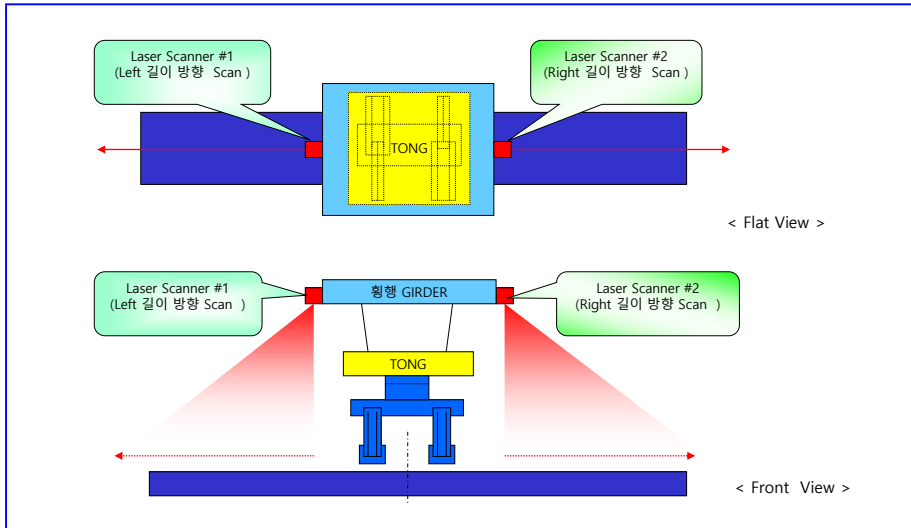 Laser Scanner #1
(Left 길이 방향 Scan )
Laser Scanner #2
(Right 길이 방향 Scan )
TONG
< Flat View >
Laser Scanner #1
(Left 길이 방향 Scan )
횡행 GIRDER
Laser Scanner #2
(Right 길이 방향 Scan )
TONG
< Front View >